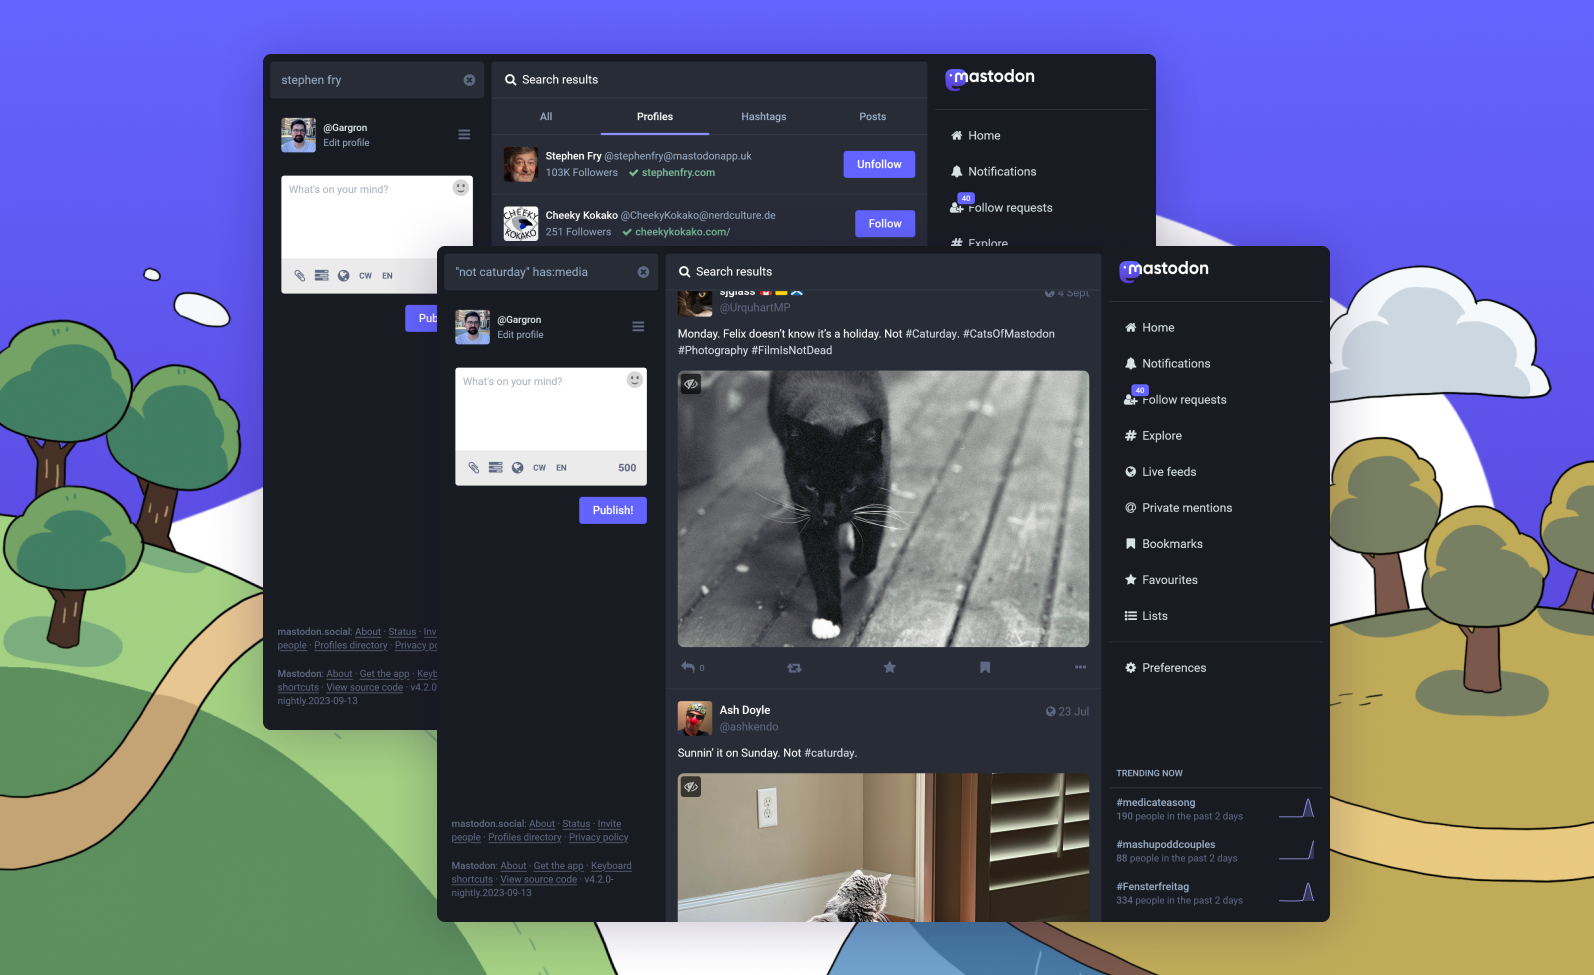 stephen fry
@Gargron
Edit profile
What's on your mind?
CW EN
Pub
mastodon.social: About · Status · Inv
people · Profiles directory · Privacy po
Mastodon: About · Get the app · Keyb
shortcuts · View source code · v4.2.0
nightly.2023-09-13
Search results
All Profiles Hashtags Posts
Stephen Fry @stephenfry@mastodonapp.uk
103K Followers stephenfry.com
Unfollow
CHEEKY
KOKAKO
Cheeky Kokako @CheekyKokako@nerdculture.de
251 Followers cheekykokako.com/
Follow
mastodon
Home
Notifications
40
Follow requests
Explore
"not caturday" has:media
@Gargron
Edit profile
What's on your mind?
CW EN 500
Publish!
mastodon.social: About · Status · Invite
people · Profiles directory · Privacy policy
Mastodon: About · Get the app · Keyboard
shortcuts · View source code · v4.2.0-
nightly.2023-09-13
Search results
sjglass 4 Sept
@UrquhartMP
Monday. Felix doesn't know it's a holiday. Not #Caturday. #CatsOfMastodon
#Photography #FilmIsNotDead
0
Ash Doyle 23 Jul
@ashkendo
Sunnin' it on Sunday. Not #caturday.
mastodon
Home
Notifications
40
Follow requests
Explore
Live feeds
Private mentions
Bookmarks
Favourites
Lists
Preferences
TRENDING NOW
#medicateasong
190 people in the past 2 days
#mashupoddcouples
88 people in the past 2 days
#Fensterfreitag
334 people in the past 2 days